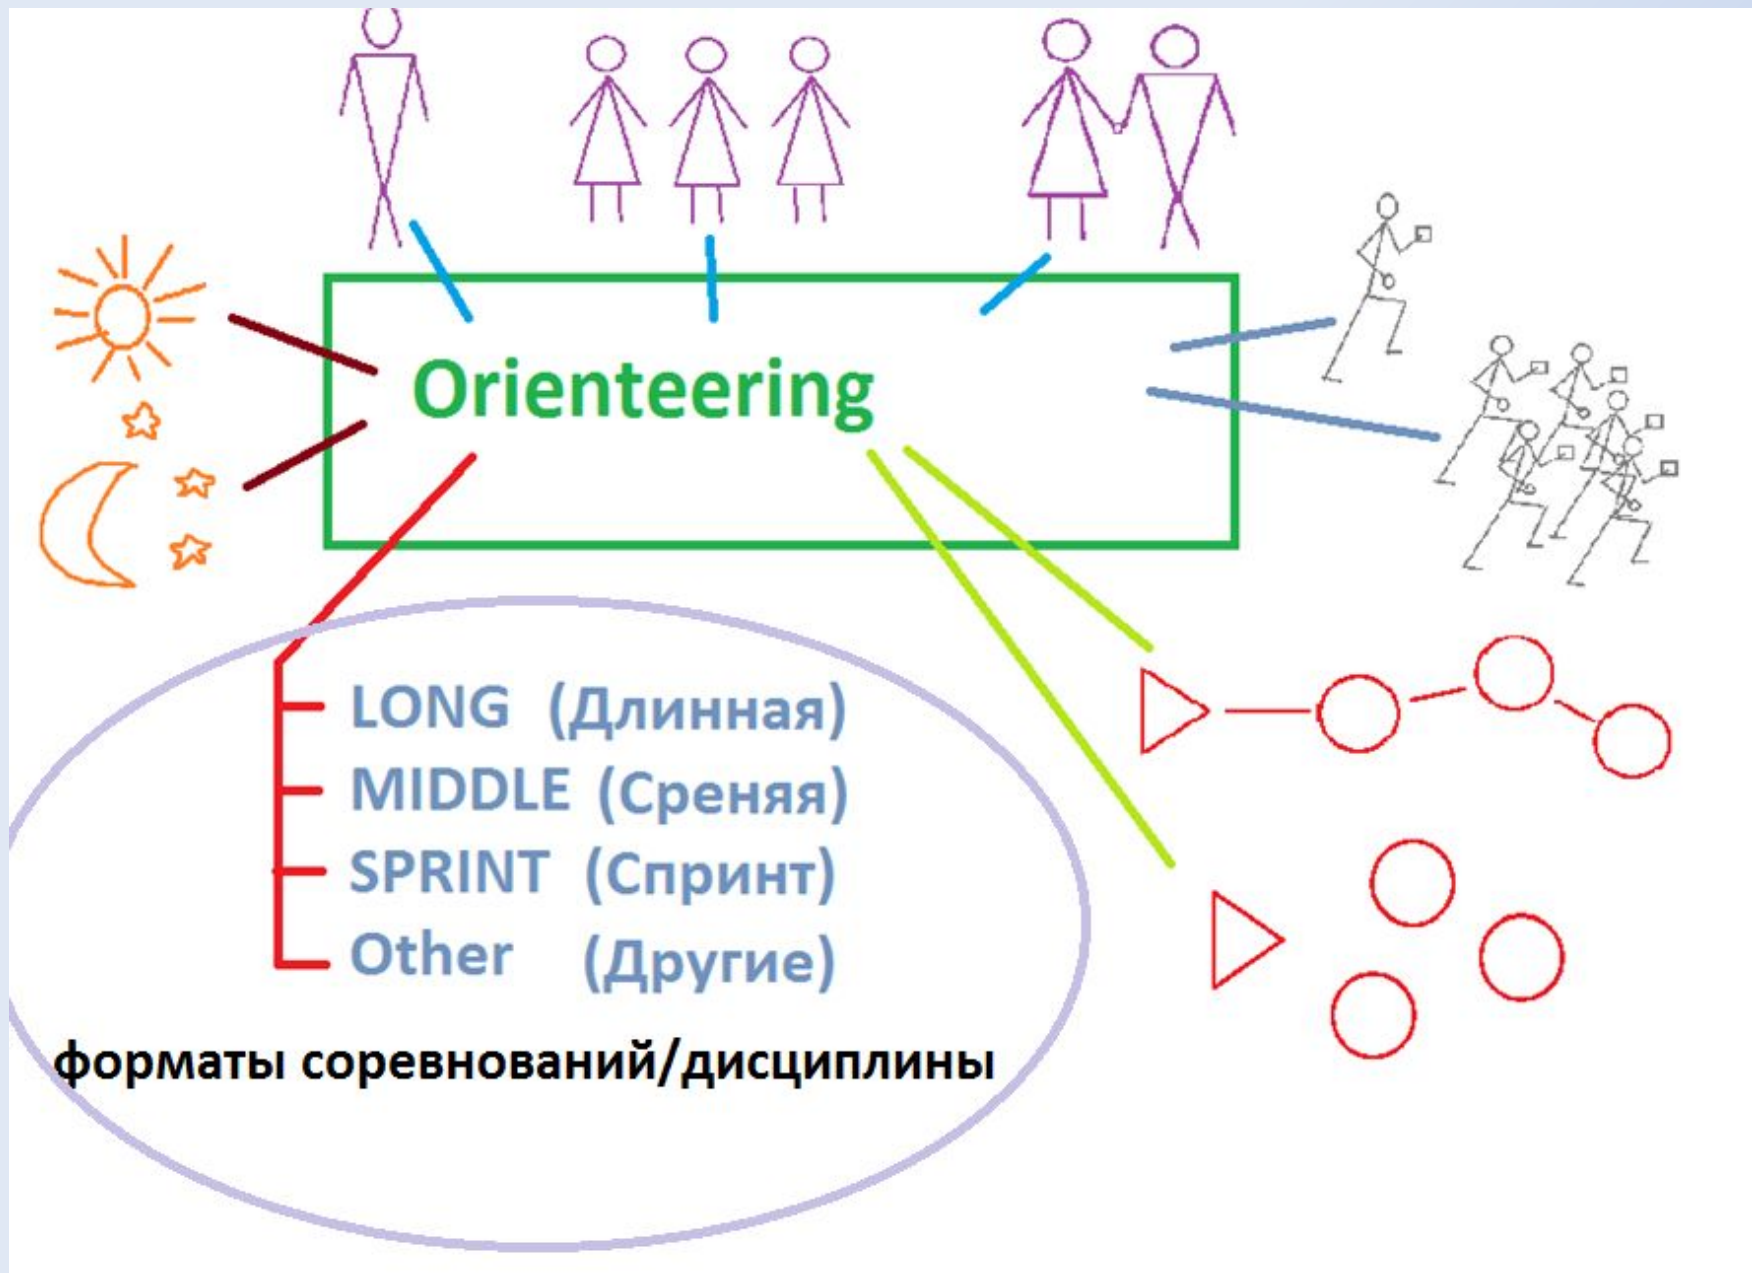 Orienteering
LONG (Длинная)
MIDDLE (Среняя)
SPRINT (Спринт)
Other (Другие)
форматы соревнований/дисциплины